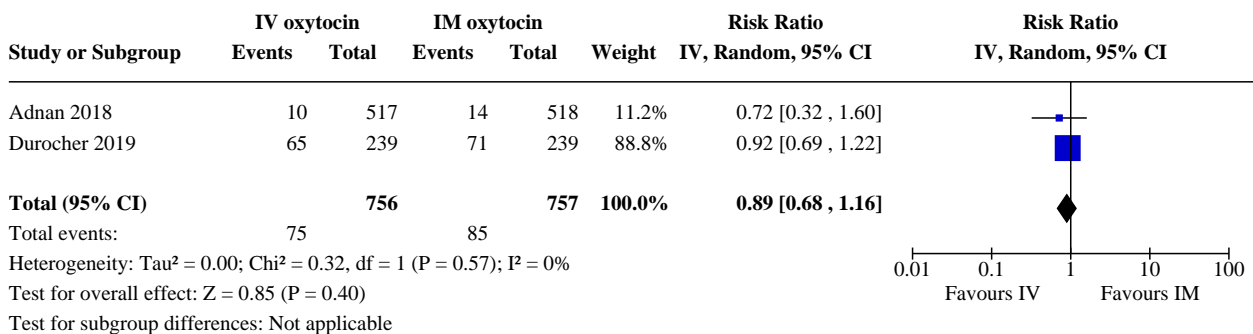 IV oxytocin IM oxytocin Risk Ratio Risk Ratio
Study or Subgroup Events Total Events Total Weight IV, Random, 95% CI IV, Random, 95% CI
Adnan 2018 10 517 14 518 11.2% 0.72 [0.32 , 1.60]
Durocher 2019 65 239 71 239 88.8% 0.92 [0.69 , 1.22]
Total (95% CI) 756 757 100.0% 0.89 [0.68 , 1.16]
Total events: 75 85
Heterogeneity: Tau² = 0.00; Chi² = 0.32, df = 1 (P = 0.57); I² = 0%
0.01 0.1 1 10 100
Test for overall effect: Z = 0.85 (P = 0.40)
Favours IV Favours IM
Test for subgroup differences: Not applicable